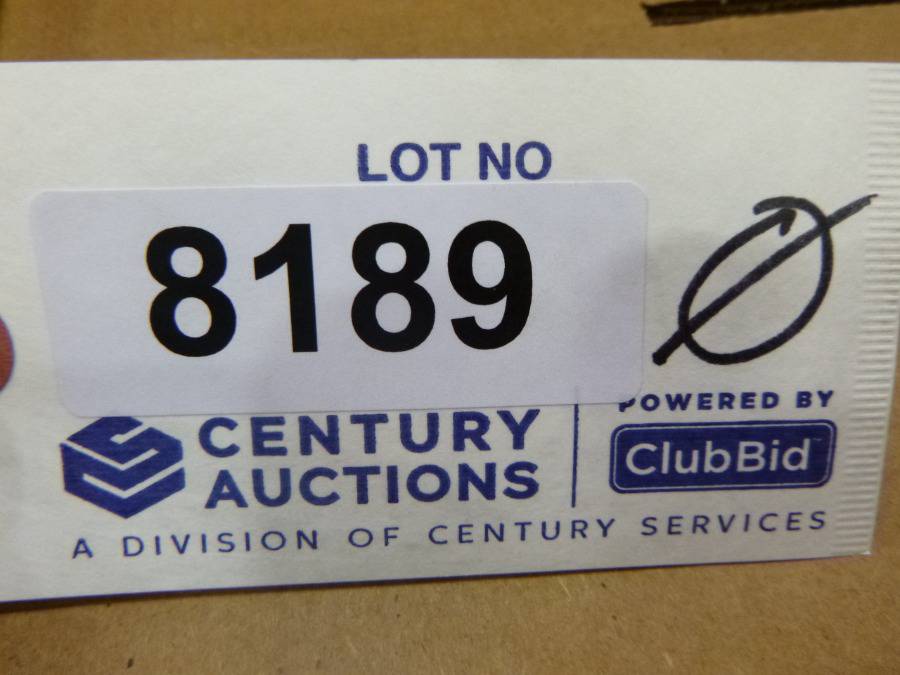 LOT NO
8189
Ø
POWERED BY
ClubBid
CENTURY
AUCTIONS
A DIVISION OF CENTURY SERVICES